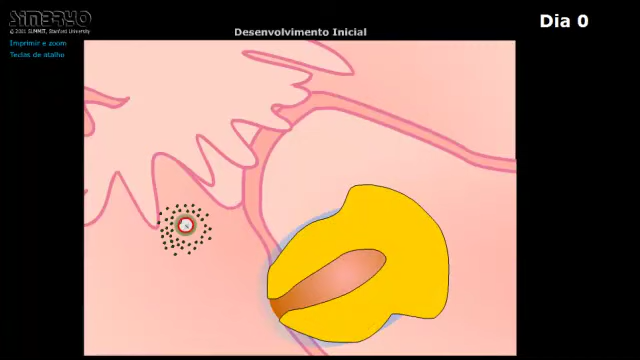 SIMBRYO
© 2001 SUMMIT, Stanford University
Imprimir e zoom
Teclas de atalho
Desenvolvimento Inicial
Dia 0